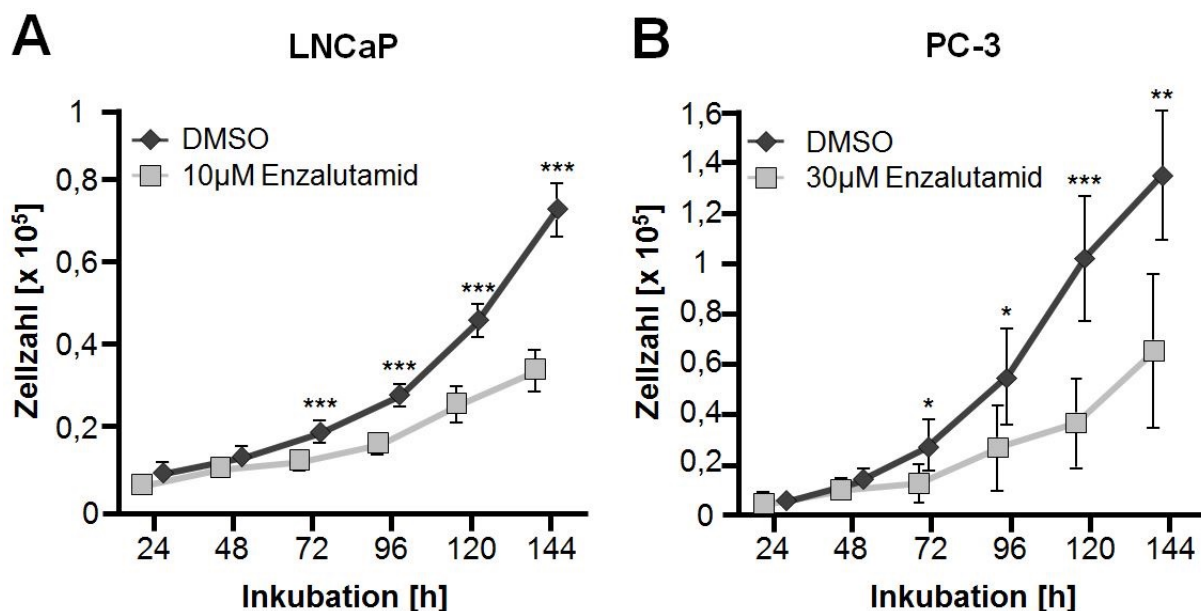 A
LNCaP
Zellzahl [x 10⁵]
1
0,8
0,6
0,4
0,2
0
DMSO
10µM Enzalutamid
***
***
***
***
24
48
72
96
120
144
Inkubation [h]
B
PC-3
Zellzahl [x 10⁵]
1,6
1,4
1,2
1
0,8
0,6
0,4
0,2
0
DMSO
30µM Enzalutamid
*
*
***
**
24
48
72
96
120
144
Inkubation [h]